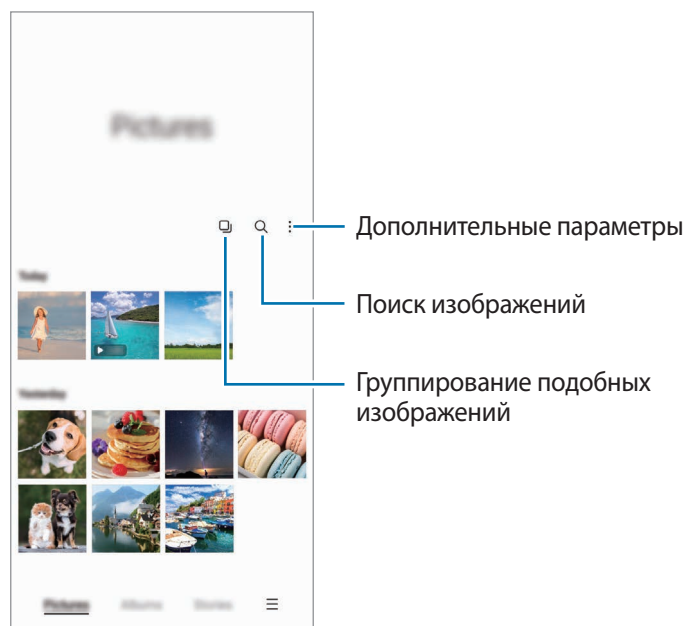 Pictures
Дополнительные параметры
Today
Поиск изображений
Группирование подобных
изображений
Yesterday
Pictures Albums Stories